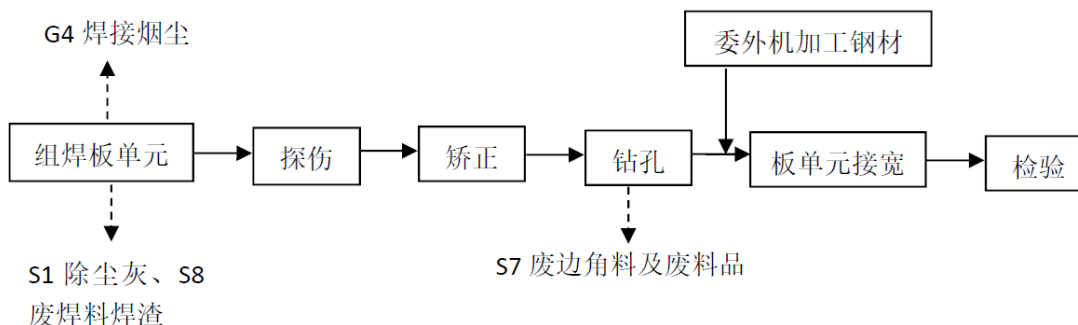 G4 焊接烟尘
委外机加工钢材
组焊板单元
探伤
矫正
钻孔
板单元接宽
检验
S1 除尘灰、S8
废焊料焊渣
S7 废边角料及废料品